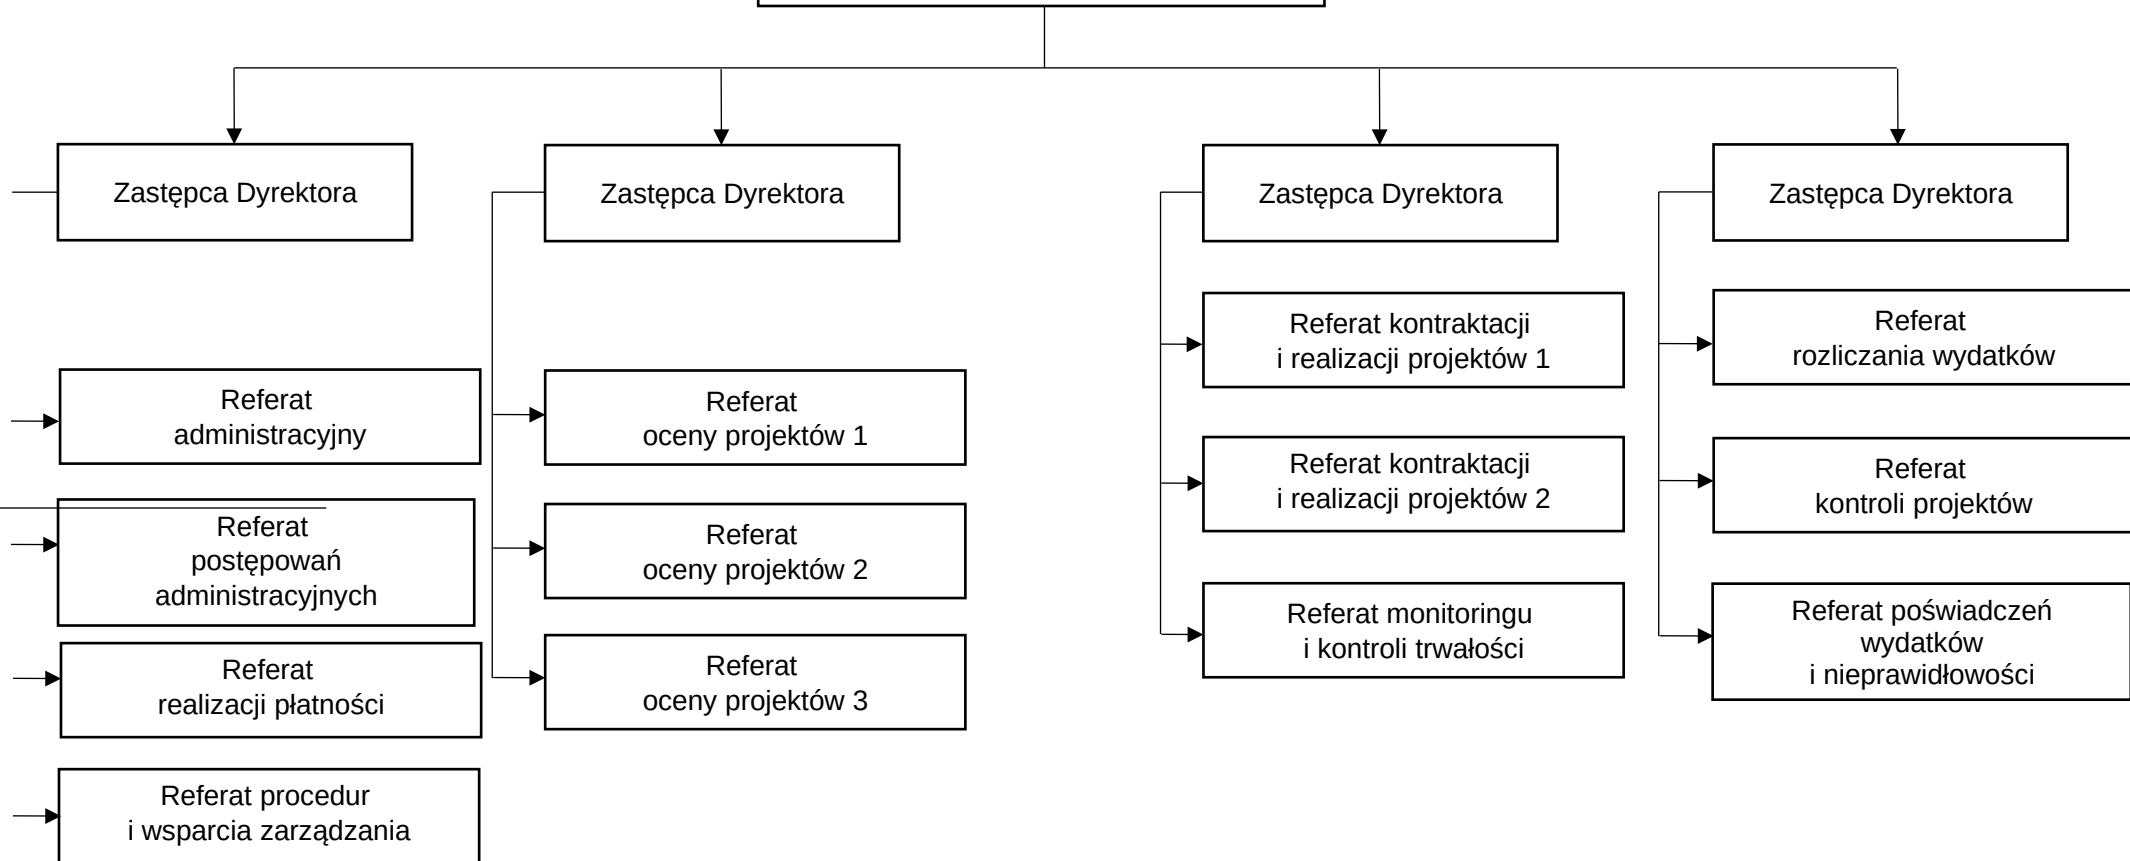 Zastępca Dyrektora
Zastępca Dyrektora
Zastępca Dyrektora
Zastępca Dyrektora
Referat
administracyjny
Referat
postępowań
administracyjnych
Referat
realizacji płatności
Referat procedur
i wsparcia zarządzania
Referat
oceny projektów 1
Referat
oceny projektów 2
Referat
oceny projektów 3
Referat kontraktacji
i realizacji projektów 1
Referat kontraktacji
i realizacji projektów 2
Referat monitoringu
i kontroli trwałości
Referat
rozliczania wydatków
Referat
kontroli projektów
Referat poświadczeń
wydatków
i nieprawidłowości